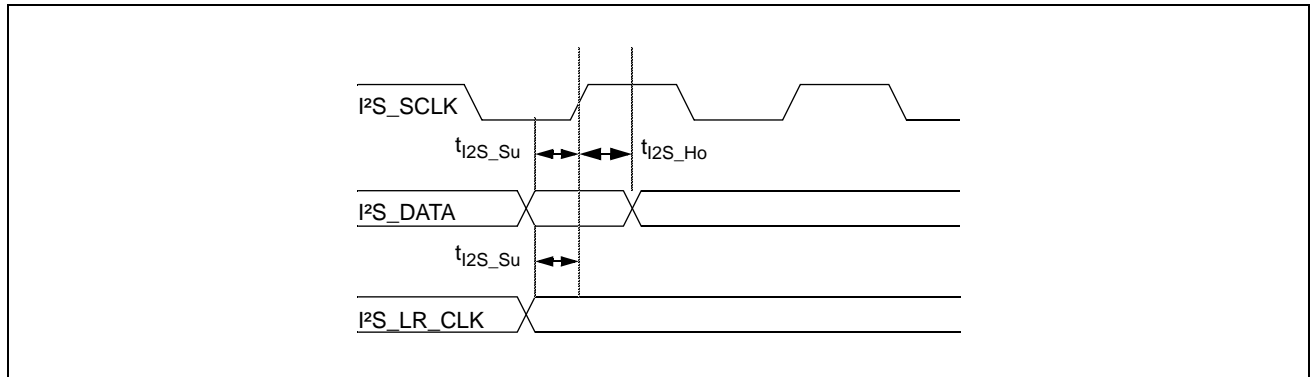 I²S_SCLK
tI2S_Su
tI2S_Ho
I²S_DATA
tI2S_Su
I²S_LR_CLK